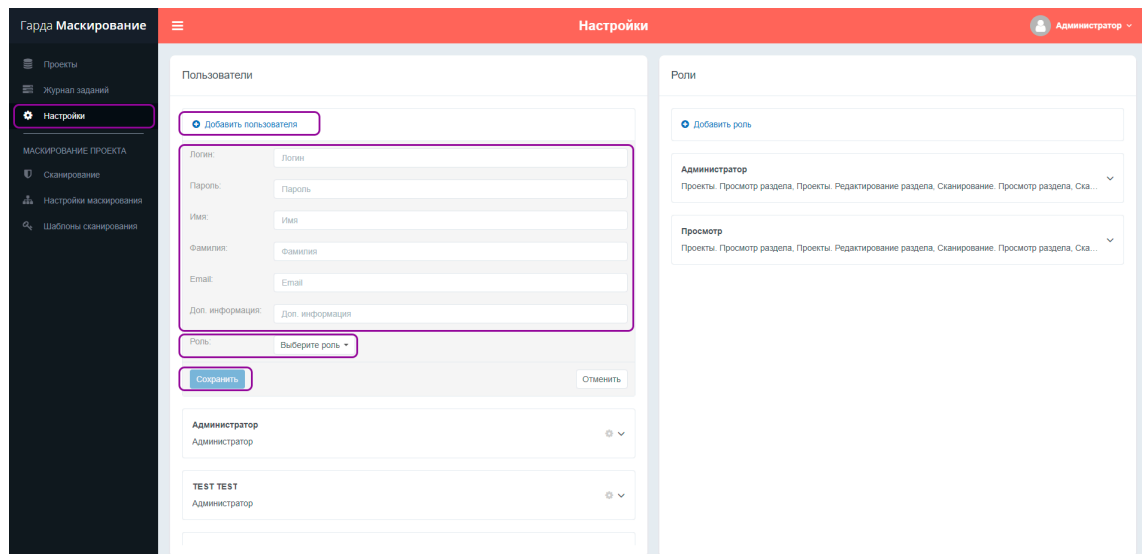 Гарда Маскирование
Настройки
Администратор
Проекты
Журнал заданий
Настройки
МАСКИРОВАНИЕ ПРОЕКТА
Сканирование
Настройки маскирования
Шаблоны сканирования
Пользователи
Добавить пользователя
Логин: Логин
Пароль: Пароль
Имя: Имя
Фамилия: Фамилия
Email: Email
Доп. информация: Доп. информация
Роль: Выберите роль
Сохранить Отменить
Администратор
Администратор
TEST TEST
Администратор
Роли
Добавить роль
Администратор
Проекты. Просмотр раздела, Проекты. Редактирование раздела, Сканирование. Просмотр раздела, Ска...
Просмотр
Проекты. Просмотр раздела, Проекты. Редактирование раздела, Сканирование. Просмотр раздела, Ска...